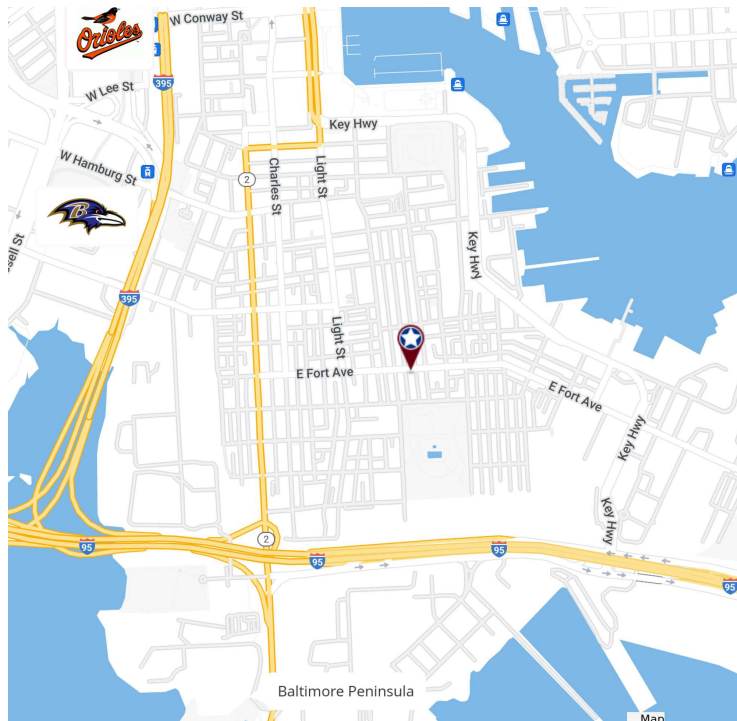 W Conway St
Orioles
395
W Lee St
Key Hwy
W Hamburg St
2
Charles St
Light St
B
Key Hwy
395
Light St
E Fort Ave
E Fort Ave
Key Hwy
Key Hwy
2
95
95
95
95
Baltimore Peninsula
Map